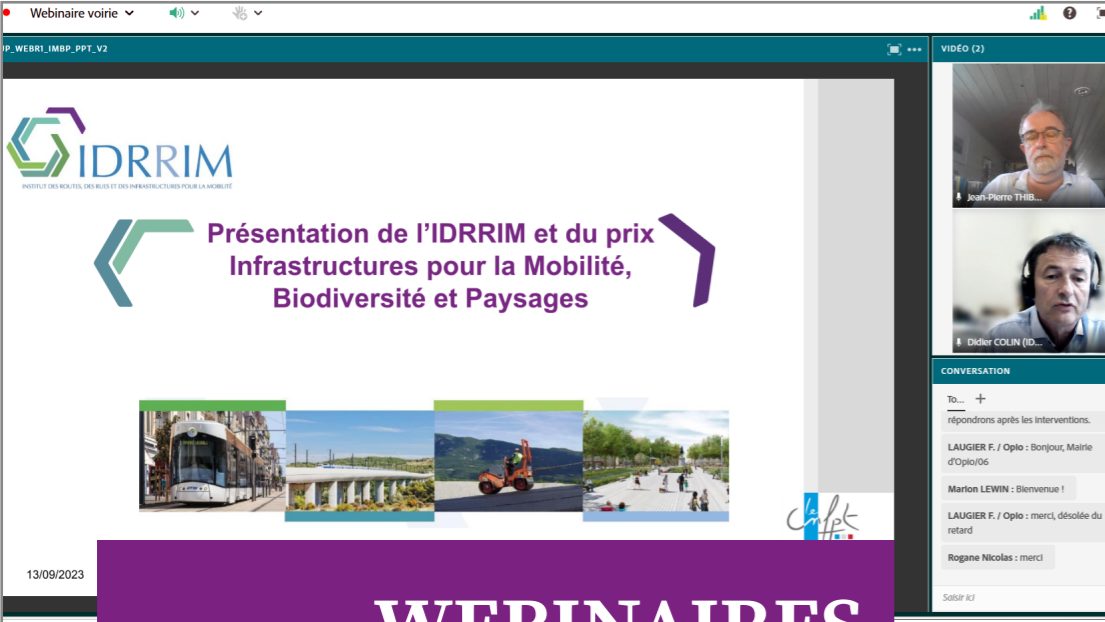 Webinaire voirie
JP_WEBR1_IMBP_PPT_V2
VIDÉO (2)
IDRRIM
INSTITUT DES ROUTES, DES RUES ET DES INFRASTRUCTURES POUR LA MOBILITÉ
Présentation de l'IDRRIM et du prix
Infrastructures pour la Mobilité,
Biodiversité et Paysages
Jean-Pierre THIB...
Didier COLIN (ID...
CONVERSATION
To... +
répondrons après les interventions.
LAUGIER F. / Opio : Bonjour, Mairie
d'Opio/06
Marion LEWIN : Bienvenue !
LAUGIER F. / Opio : merci, désolée du
retard
Rogane Nicolas : merci
Saisir ici
cnfpt
13/09/2023
WEBINAIRES